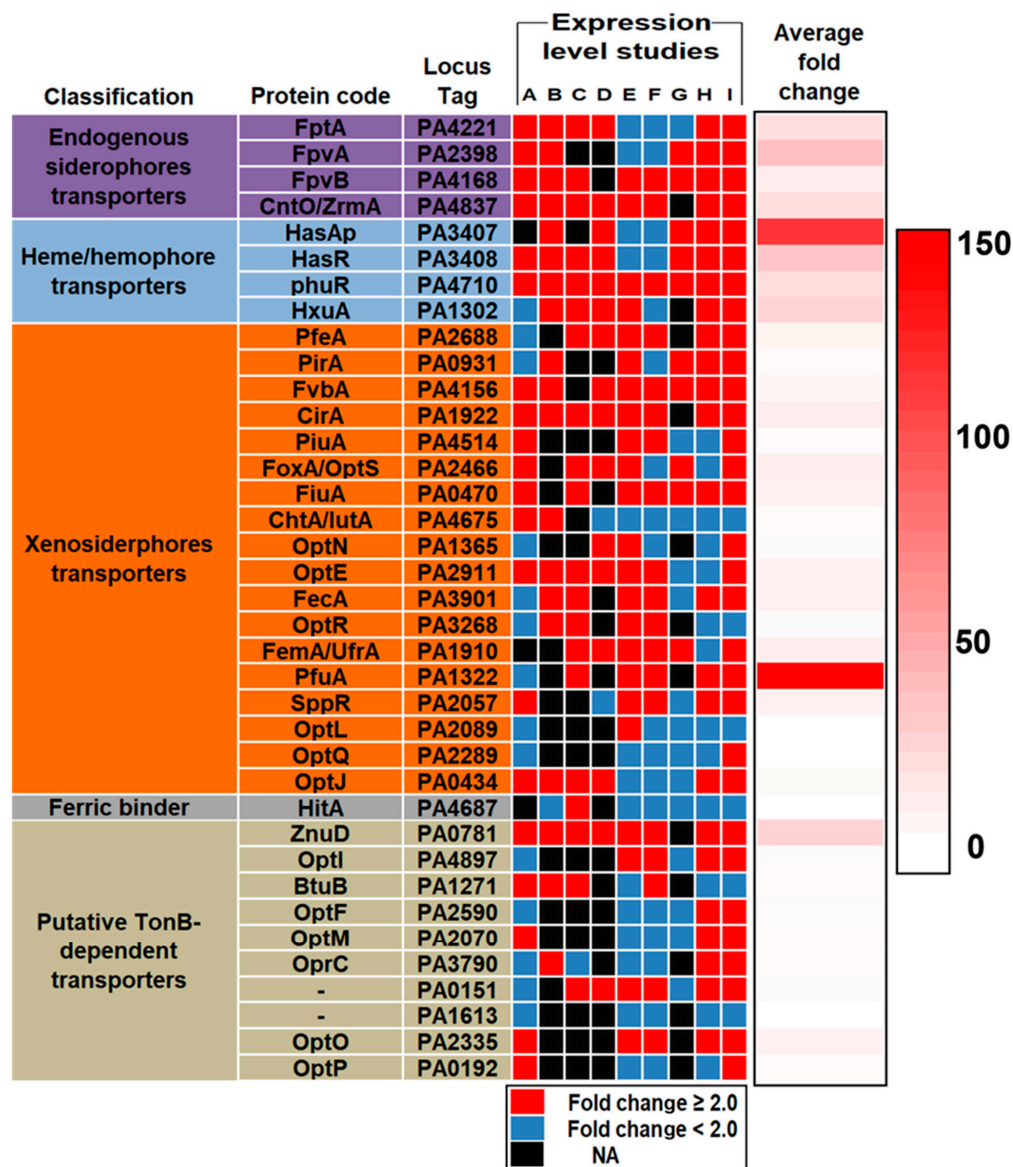 Expression
level studies
Average
fold
change
Classification
Protein code
Locus
Tag
A B C D E F G H I
Endogenous
siderophores
transporters
FptA PA4221
FpvA PA2398
FpvB PA4168
CntO/ZrmA PA4837
Heme/hemophore
transporters
HasAp PA3407
HasR PA3408
phuR PA4710
HxuA PA1302
Xenosiderphores
transporters
PfeA PA2688
PirA PA0931
FvbA PA4156
CirA PA1922
PiuA PA4514
FoxA/OptS PA2466
FiuA PA0470
ChtA/IutA PA4675
OptN PA1365
OptE PA2911
FecA PA3901
OptR PA3268
FemA/UfrA PA1910
PfuA PA1322
SppR PA2057
OptL PA2089
OptQ PA2289
OptJ PA0434
Ferric binder HitA PA4687
Putative TonB-
dependent
transporters
ZnuD PA0781
OptI PA4897
BtuB PA1271
OptF PA2590
OptM PA2070
OprC PA3790
- PA0151
- PA1613
OptO PA2335
OptP PA0192
150
100
50
0
Fold change ≥ 2.0
Fold change < 2.0
NA